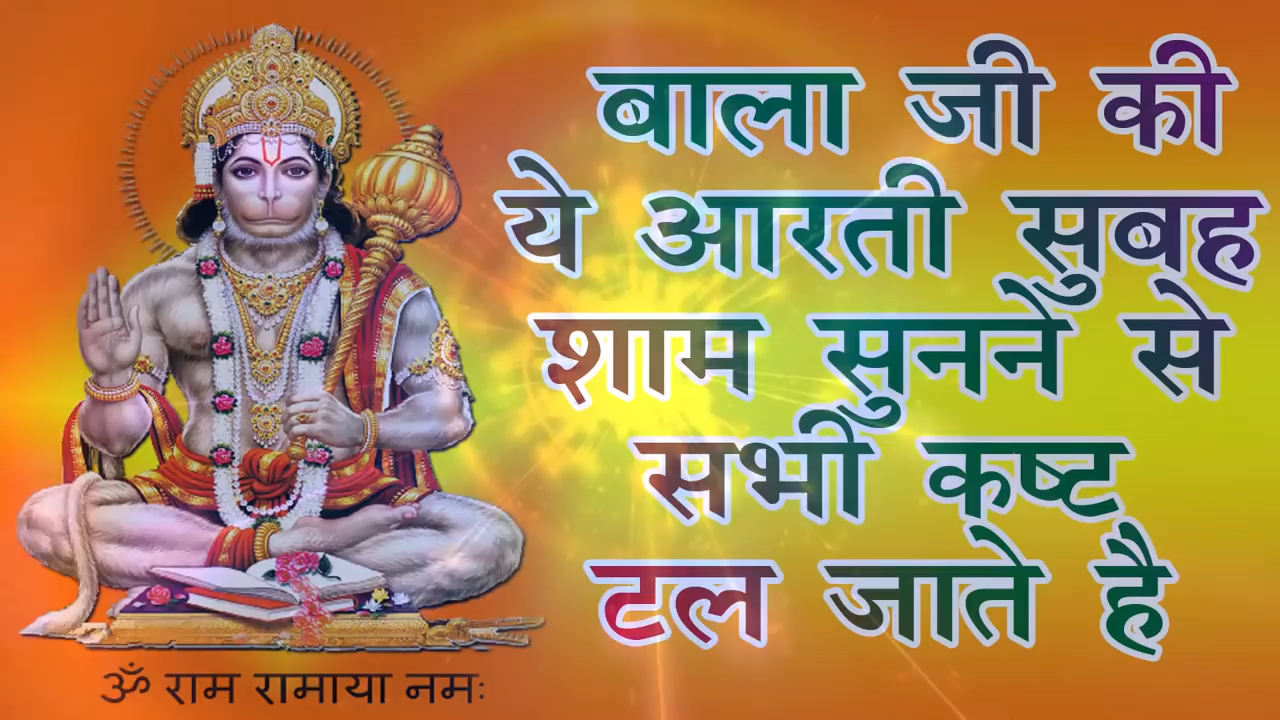 बाला जी की
ये आरती सुबह
शाम सुनने से
सभी कष्ट
टल जाते है
ॐ राम रामाया नमः